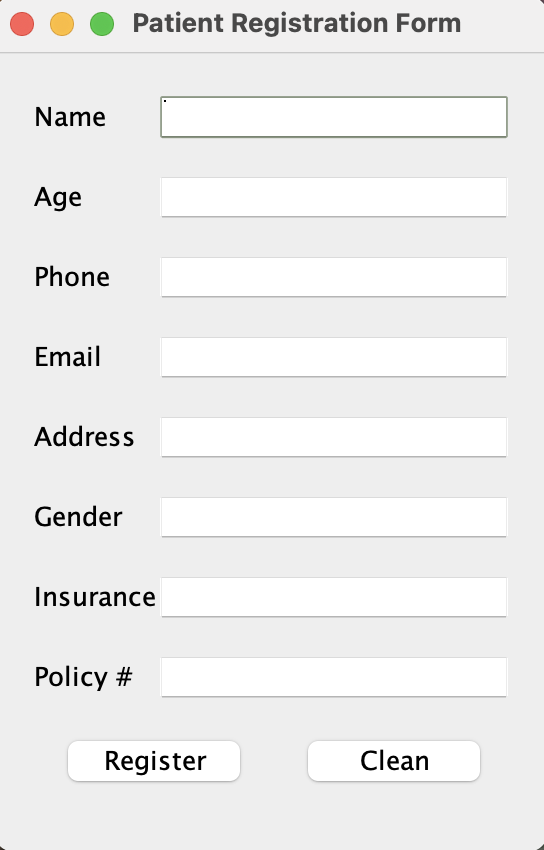 Patient Registration Form
Name
Age
Phone
Email
Address
Gender
Insurance
Policy #
Register
Clean